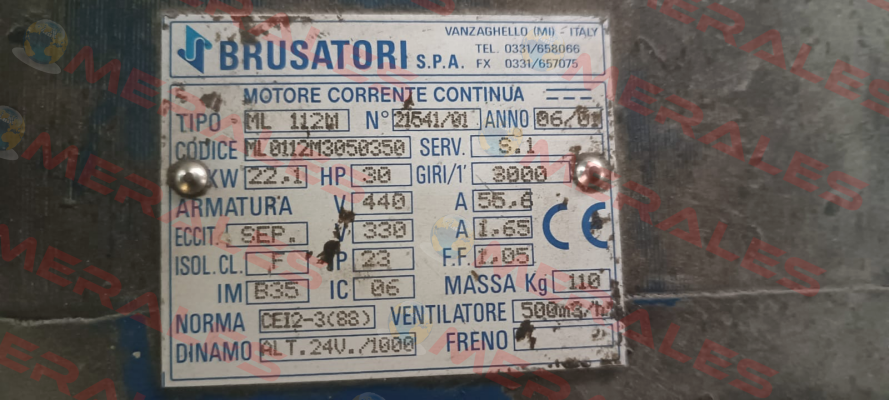 BRUSATORI S.P.A.
VANZAGHELLO (MI) - ITALY
TEL. 0331/658066
FX 0331/657075
MOTORE CORRENTE CONTINUA
TIPO ML 112M N° 21541/01 ANNO 06/01
CODICE ML0112M3050350 SERV. S.1
KW 22.1 HP 30 GIRI/1' 3000
ARMATURA V 440 A 55,6
ECCIT. SEP. V 330 A 1,65
ISOL.CL. F IP 23 F.F. 1,05
IM B35 IC 06 MASSA Kg 110
NORMA CEI2-3(88) VENTILATORE 500m3/h
DINAMO ALT.24V./1000 FRENO
CE
MERALES